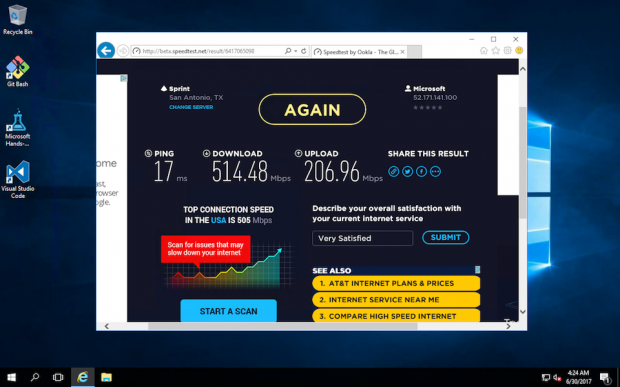 Recycle Bin
Git Bash
Microsoft
Hands-...
Visual Studio
Code
http://beta.speedtest.net/result/6417065098
Speedtest by Ookla - The Gl...
ome
ust,
rowser
ogle.
Sprint
San Antonio, TX
CHANGE SERVER
AGAIN
Microsoft
52.171.141.100
PING
17 ms
DOWNLOAD
514.48 Mbps
UPLOAD
206.96 Mbps
SHARE THIS RESULT
TOP CONNECTION SPEED
IN THE USA IS 505 Mbps
Scan for issues that may
slow down your internet
START A SCAN
Describe your overall satisfaction with
your current internet service
Very Satisfied
SUBMIT
SEE ALSO
1. AT&T INTERNET PLANS & PRICES
2. INTERNET SERVICE NEAR ME
3. COMPARE HIGH SPEED INTERNET
4:24 AM
6/30/2017